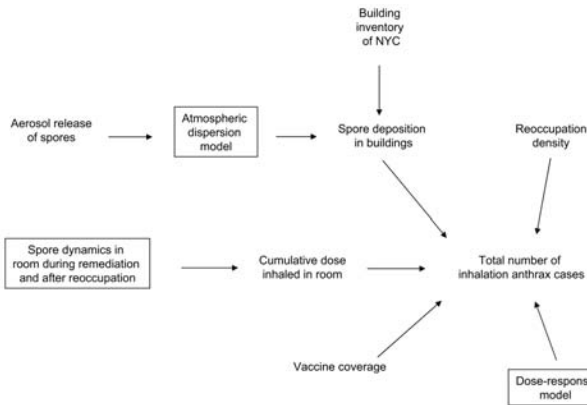 Building
inventory
of NYC
Aerosol release
of spores
Atmospheric
dispersion
model
Spore deposition
in buildings
Reoccupation
density
Spore dynamics in
room during remediation
and after reoccupation
Cumulative dose
inhaled in room
Total number of
inhalation anthrax cases
Vaccine coverage
Dose-respons
model